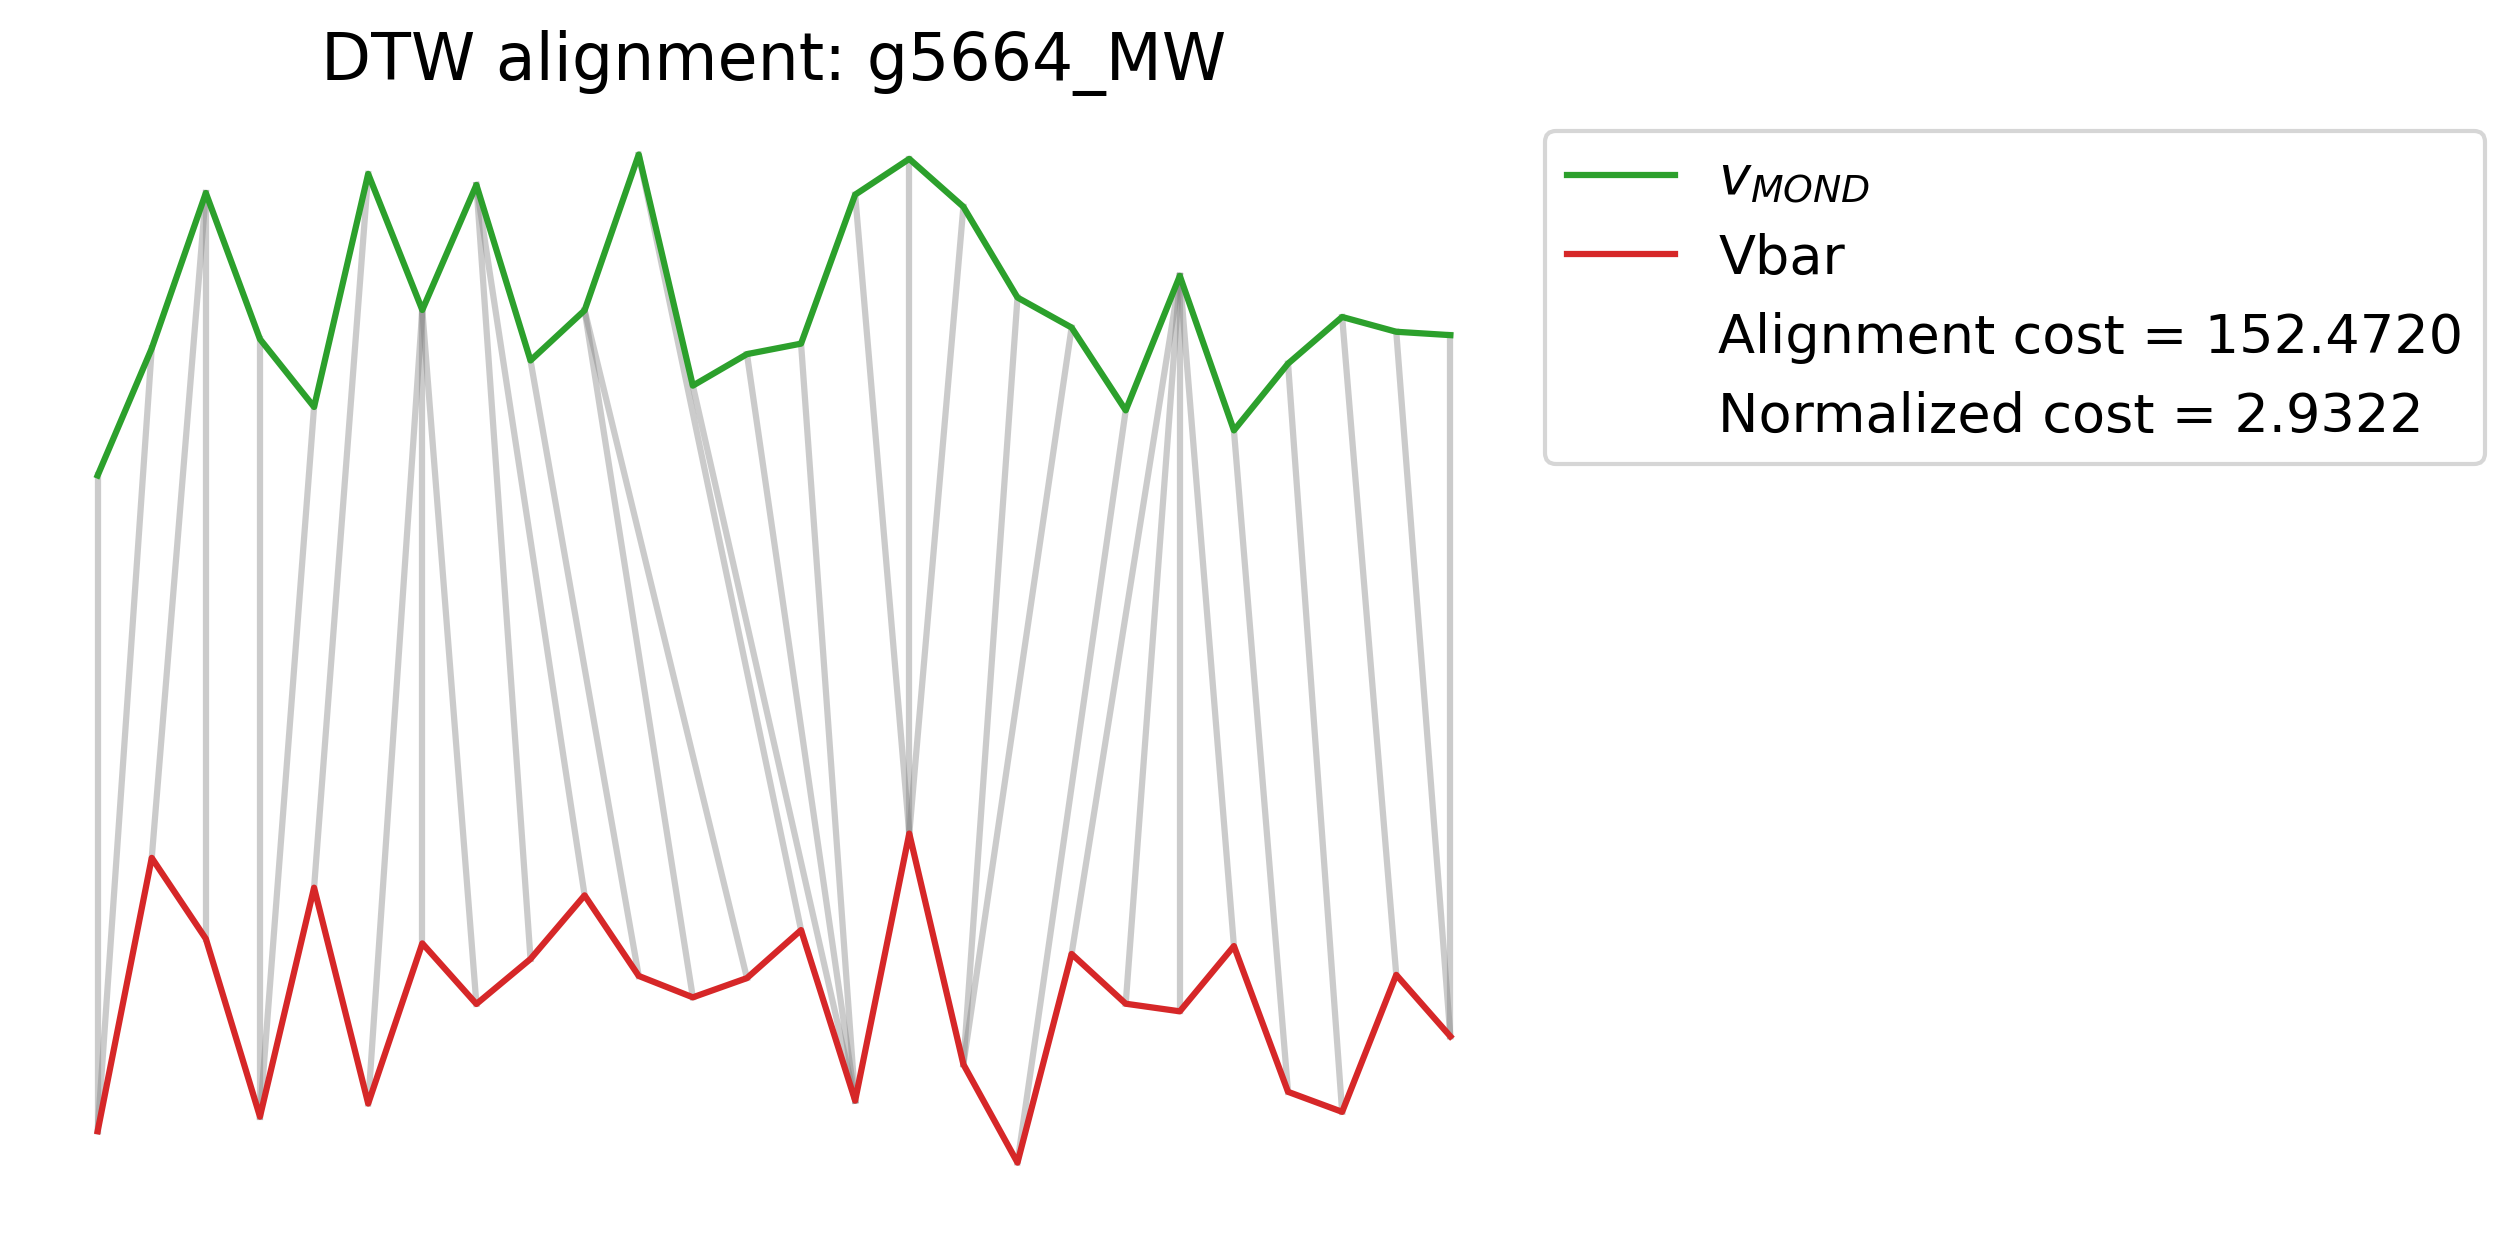 DTW alignment: g5664_MW
v_MOND
Vbar
Alignment cost = 152.4720
Normalized cost = 2.9322